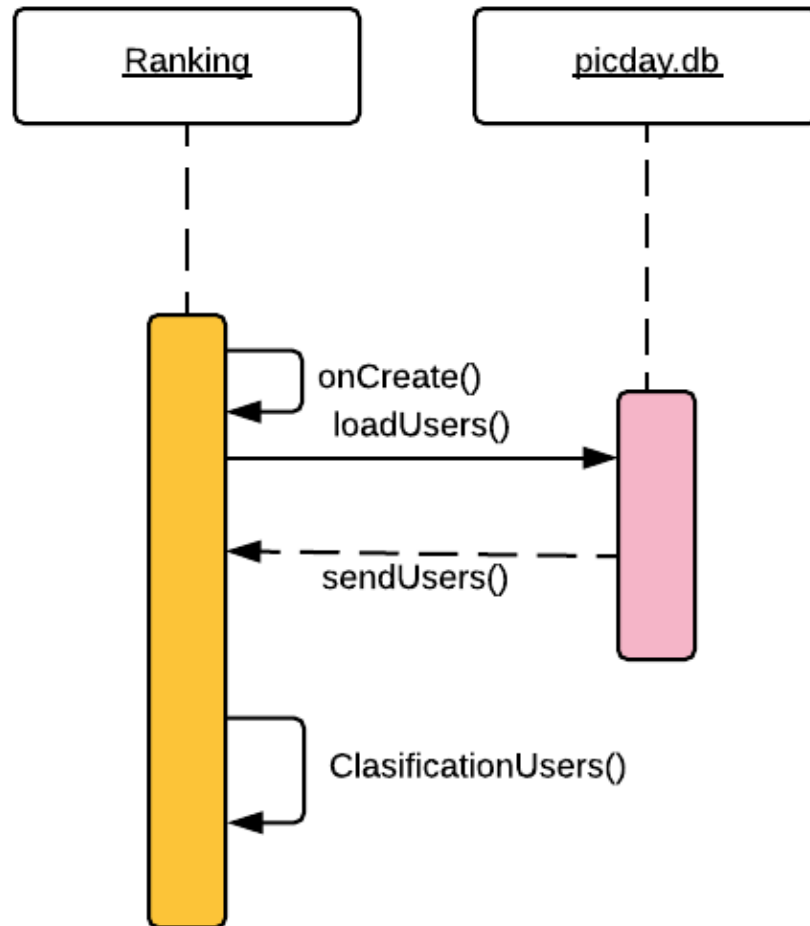 Ranking
picday.db
onCreate()
loadUsers()
sendUsers()
ClasificationUsers()